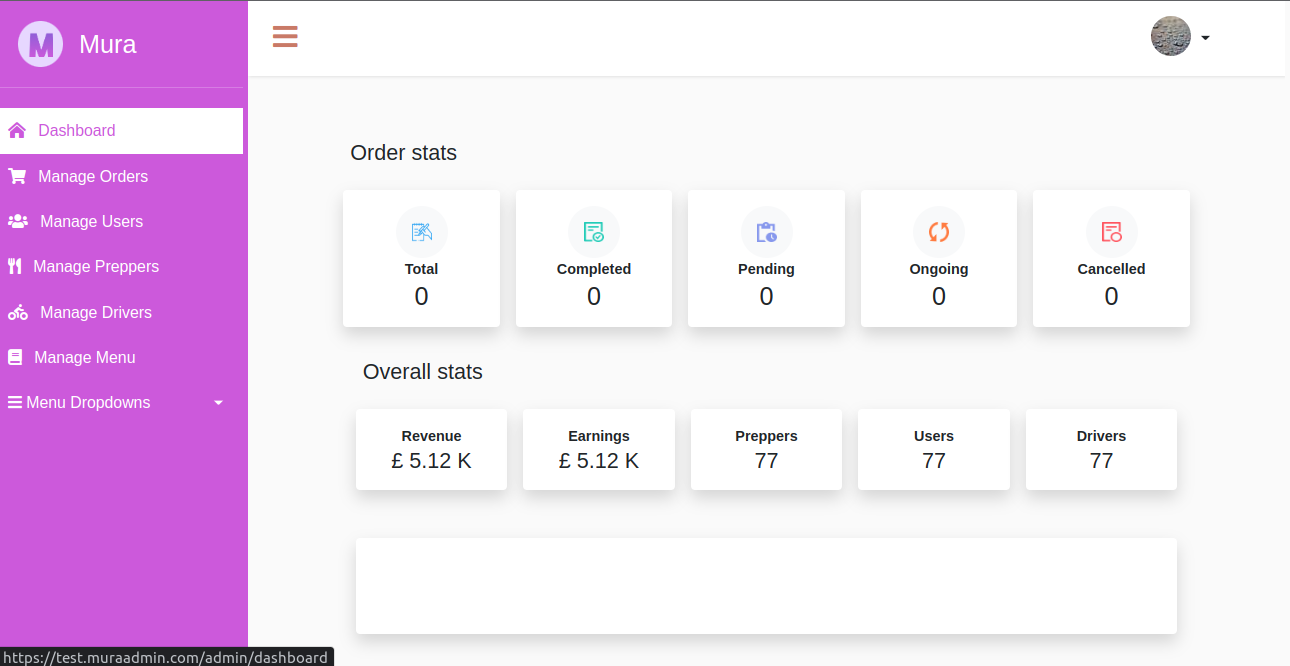 M Mura
Dashboard
Manage Orders
Manage Users
Manage Preppers
Manage Drivers
Manage Menu
Menu Dropdowns
Order stats
Total Completed Pending Ongoing Cancelled
0 0 0 0 0
Overall stats
Revenue Earnings Preppers Users Drivers
£ 5.12 K £ 5.12 K 77 77 77
https://test.muraadmin.com/admin/dashboard